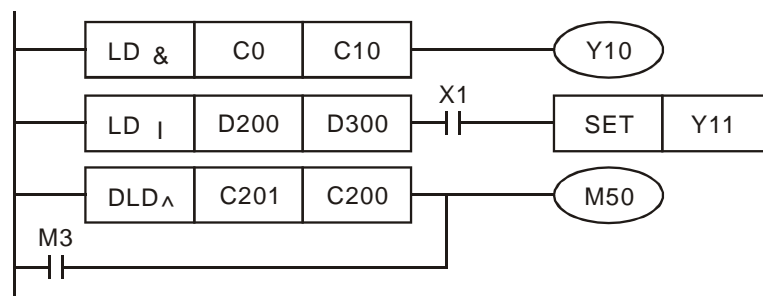 LD & C0 C10 Y10
X1
LD | D200 D300 SET Y11
DLD^ C201 C200 M50
M3